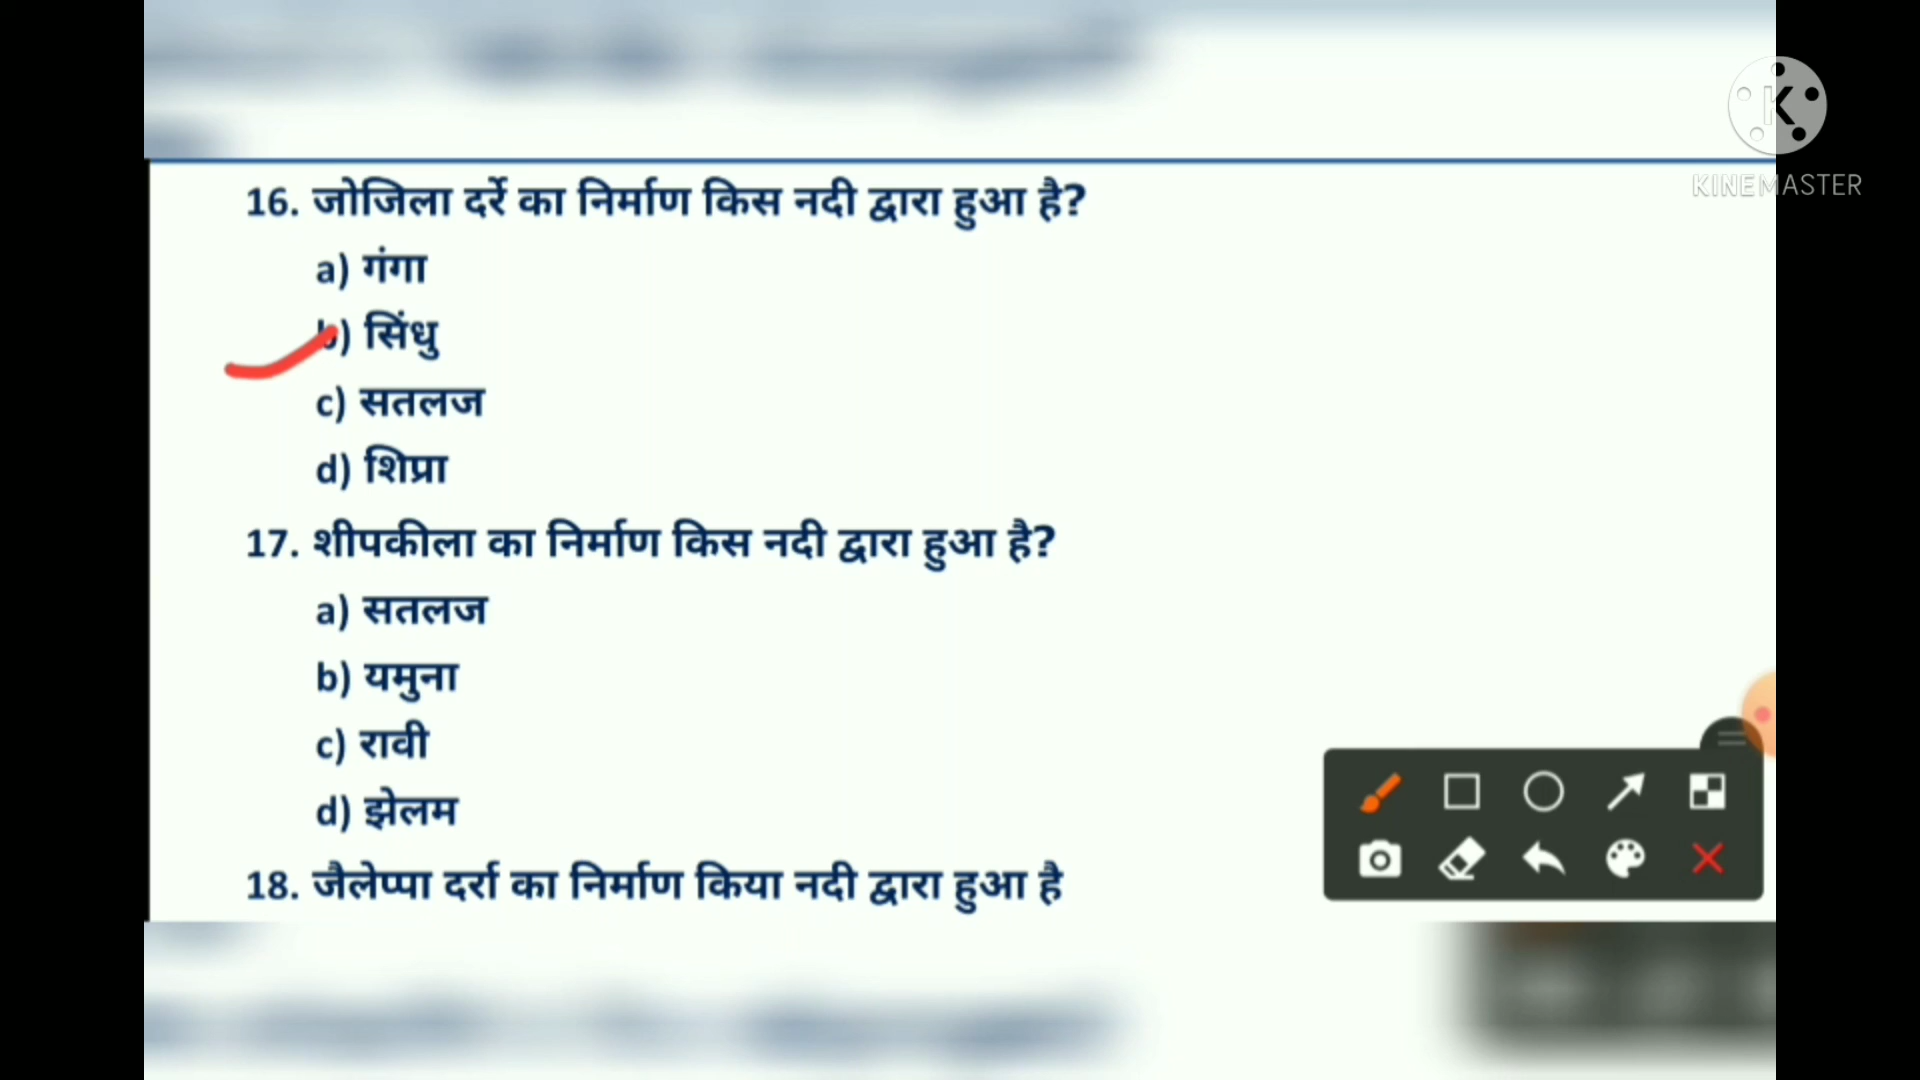 KINEMASTER
16. जोजिला दर्रे का निर्माण किस नदी द्वारा हुआ है?
a) गंगा
b) सिंधु
c) सतलज
d) शिप्रा
17. शीपकीला का निर्माण किस नदी द्वारा हुआ है?
a) सतलज
b) यमुना
c) रावी
d) झेलम
18. जैलेप्पा दर्रा का निर्माण किया नदी द्वारा हुआ है